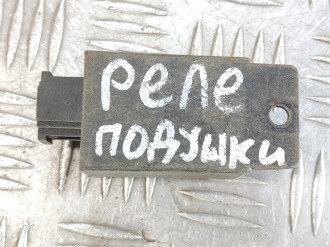 реле
подушки